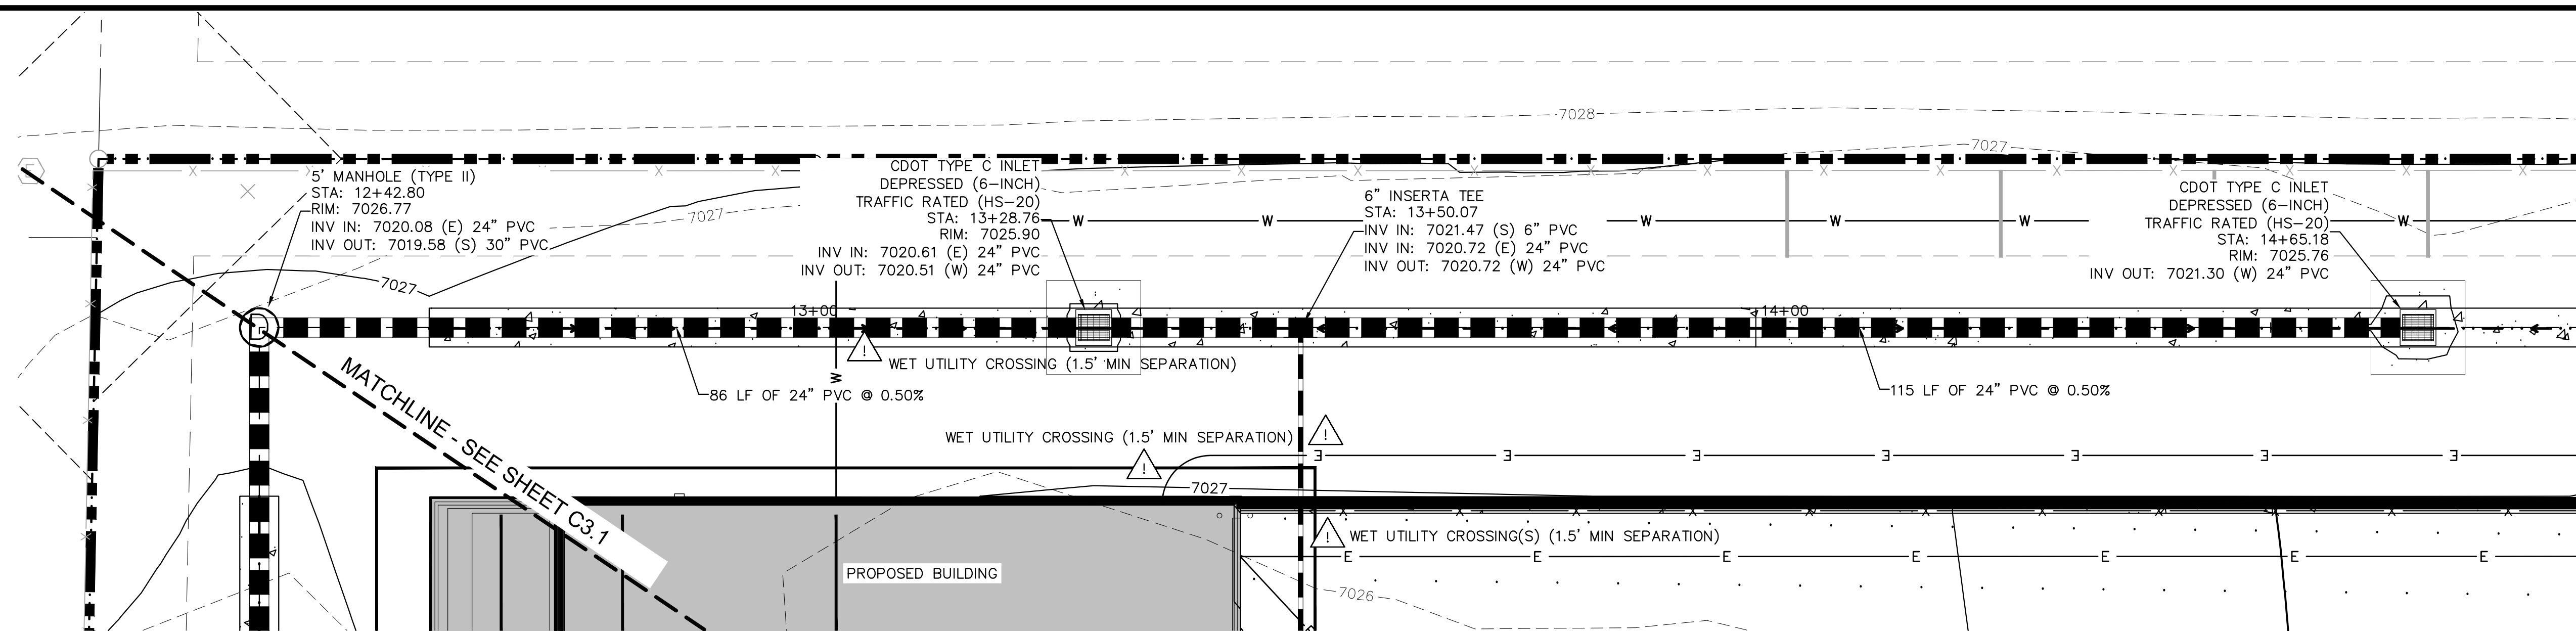 7028
7027
5' MANHOLE (TYPE II)
STA: 12+42.80
RIM: 7026.77
INV IN: 7020.08 (E) 24" PVC
INV OUT: 7019.58 (S) 30" PVC
7027
7027
CDOT TYPE C INLET
DEPRESSED (6-INCH)
TRAFFIC RATED (HS-20)
STA: 13+28.76
RIM: 7025.90
INV IN: 7020.61 (E) 24" PVC
INV OUT: 7020.51 (W) 24" PVC
W W W W W W
6" INSERTA TEE
STA: 13+50.07
INV IN: 7021.47 (S) 6" PVC
INV IN: 7020.72 (E) 24" PVC
INV OUT: 7020.72 (W) 24" PVC
CDOT TYPE C INLET
DEPRESSED (6-INCH)
TRAFFIC RATED (HS-20)
STA: 14+65.18
RIM: 7025.76
INV OUT: 7021.30 (W) 24" PVC
13+00
14+00
!
WET UTILITY CROSSING (1.5' MIN SEPARATION)
W
86 LF OF 24" PVC @ 0.50%
115 LF OF 24" PVC @ 0.50%
MATCHLINE - SEE SHEET C3.1
WET UTILITY CROSSING (1.5' MIN SEPARATION)
!
!
E E E E E E E
7027
!
WET UTILITY CROSSING(S) (1.5' MIN SEPARATION)
E E E E E E E
PROPOSED BUILDING
7026